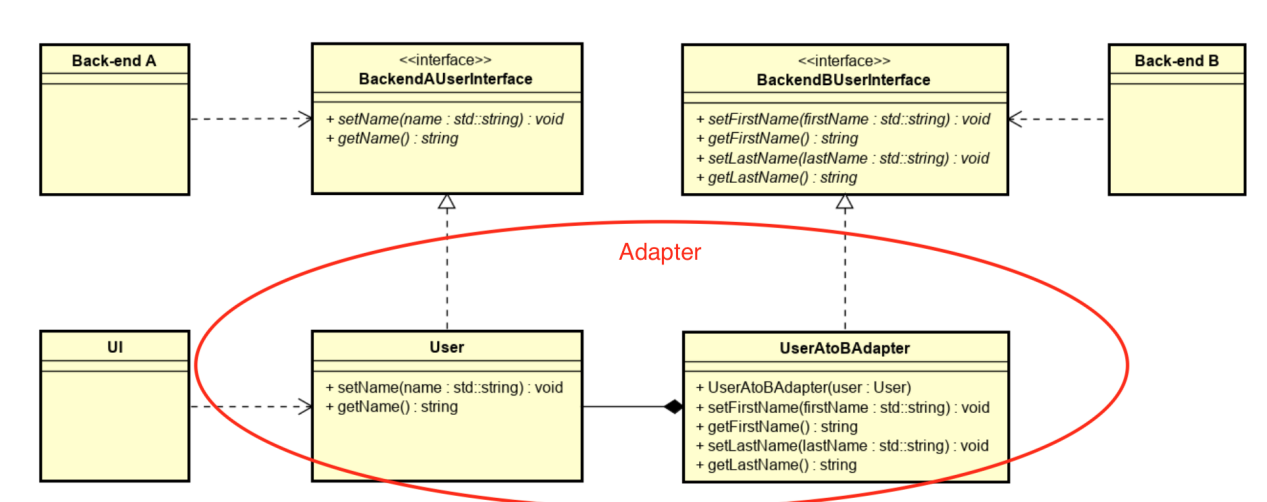 Back-end A
<<interface>>
BackendAUserInterface
+ setName(name : std::string) : void
+ getName() : string
<<interface>>
BackendBUserInterface
+ setFirstName(firstName : std::string) : void
+ getFirstName() : string
+ setLastName(lastName : std::string) : void
+ getLastName() : string
Back-end B
Adapter
UI
User
+ setName(name : std::string) : void
+ getName() : string
UserAtoBAdapter
+ UserAtoBAdapter(user : User)
+ setFirstName(firstName : std::string) : void
+ getFirstName() : string
+ setLastName(lastName : std::string) : void
+ getLastName() : string